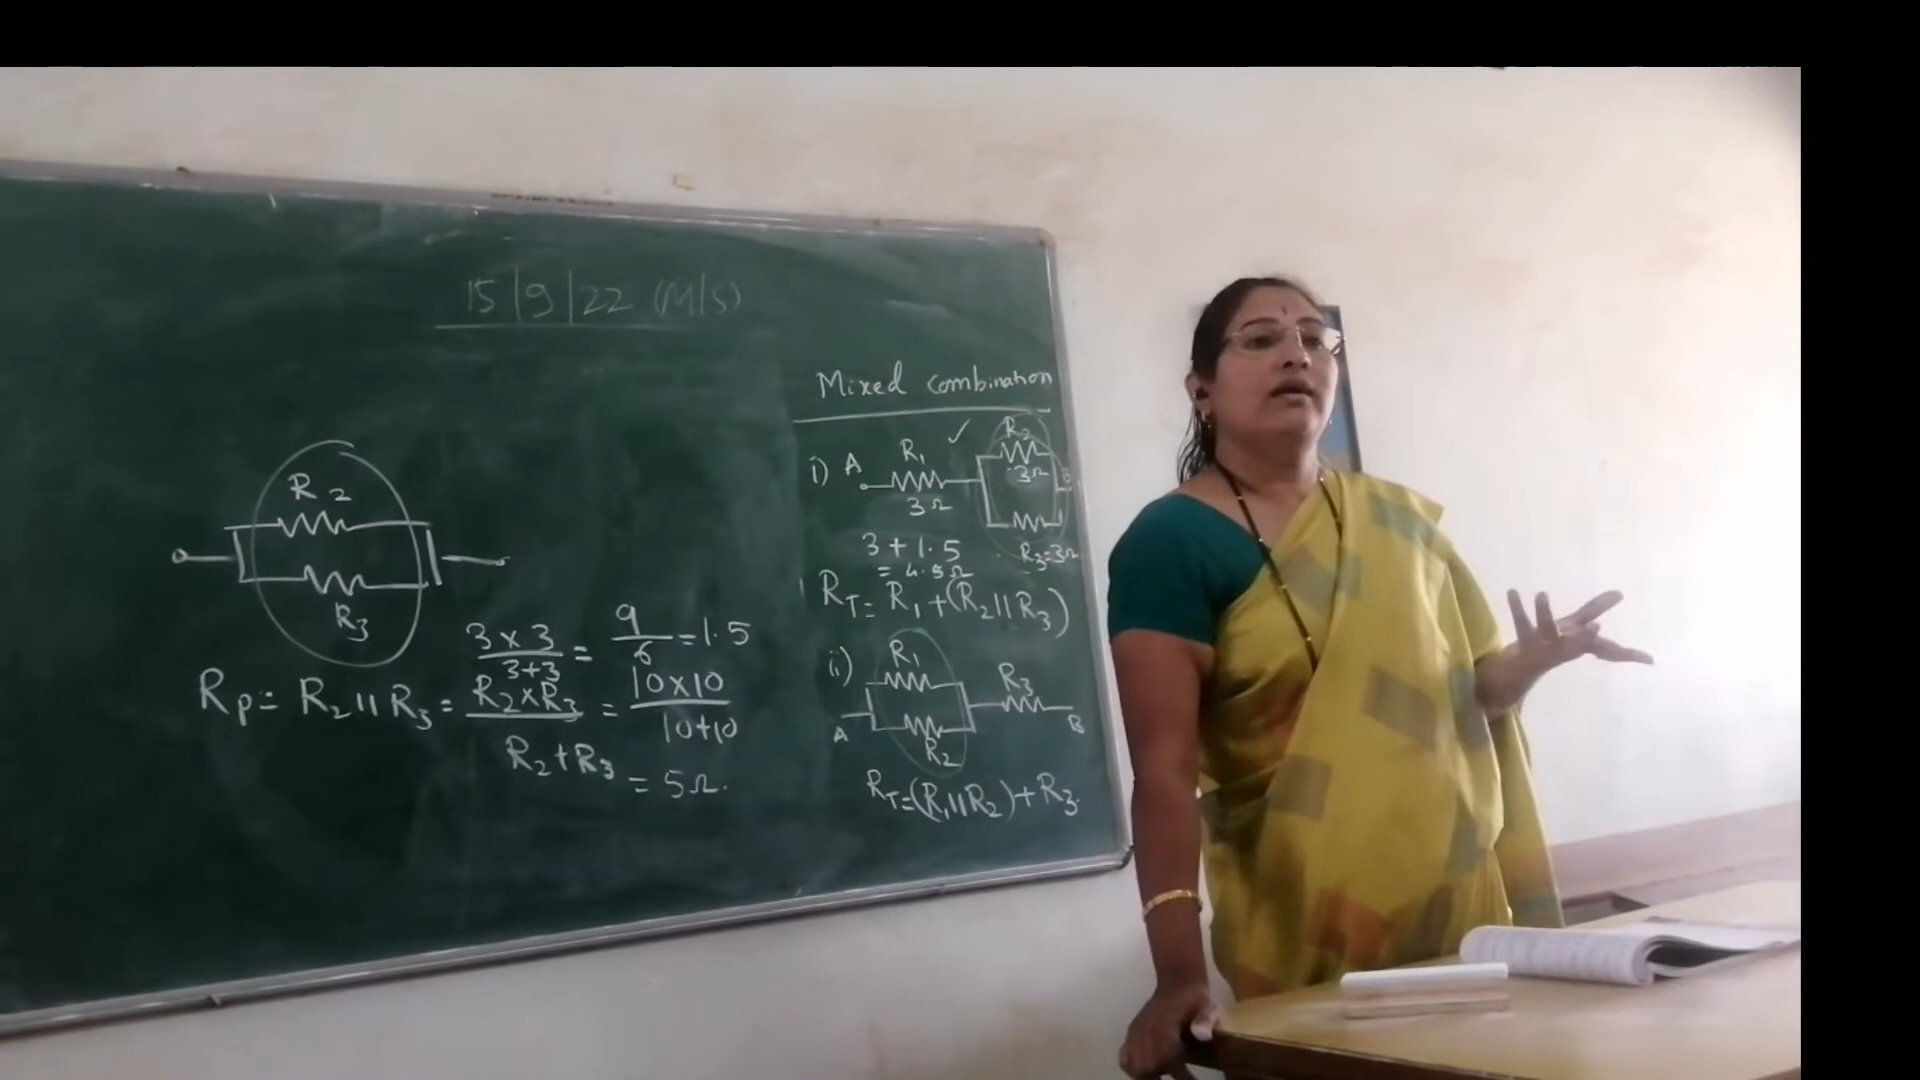 15/9/22 (M/S)
R2
R3
3 x 3 / 3+3 = 9/6 = 1.5
Rp = R2 || R3 = R2 x R3 / R2 + R3 = 10x10 / 10+10
= 5Ω.
Mixed combination
i) A R1 3Ω ✓ R2 3Ω B
R3=3Ω
3 + 1.5
= 4.5Ω
RT = R1 + (R2 || R3)
ii) A R1 R2 R3 B
RT = (R1 || R2) + R3.